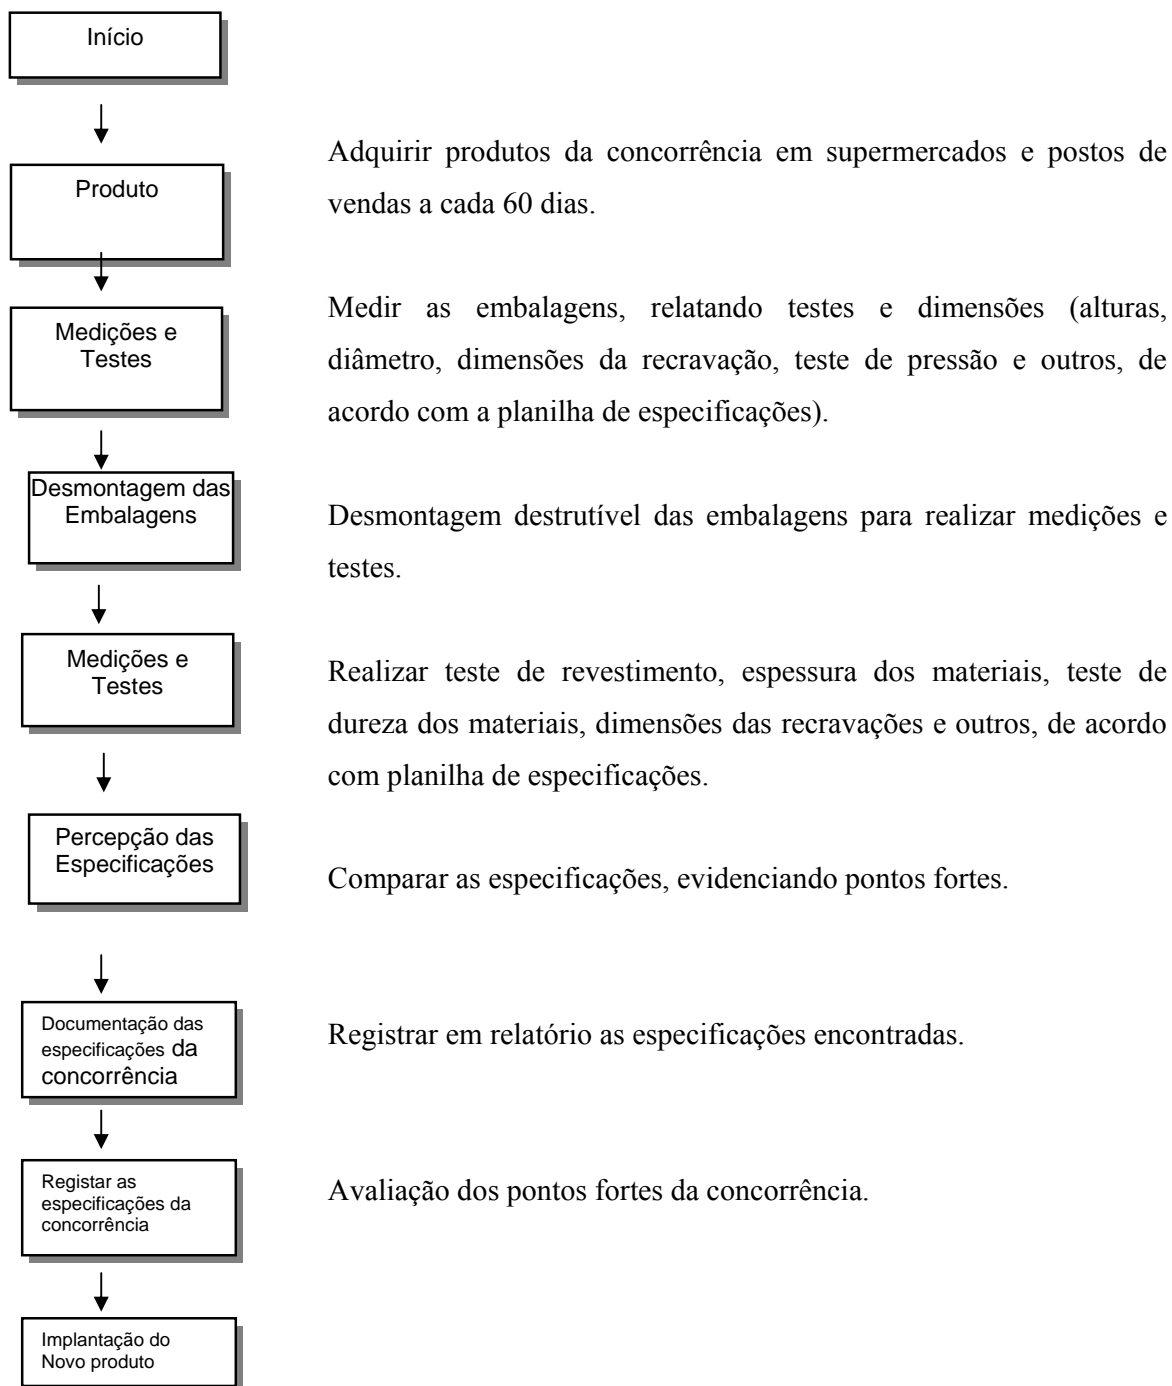 Início
Produto
Adquirir produtos da concorrência em supermercados e postos de
vendas a cada 60 dias.
Medições e
Testes
Medir as embalagens, relatando testes e dimensões (alturas,
diâmetro, dimensões da recravação, teste de pressão e outros, de
acordo com a planilha de especificações).
Desmontagem das
Embalagens
Desmontagem destrutível das embalagens para realizar medições e
testes.
Medições e
Testes
Realizar teste de revestimento, espessura dos materiais, teste de
dureza dos materiais, dimensões das recravações e outros, de acordo
com planilha de especificações.
Percepção das
Especificações
Comparar as especificações, evidenciando pontos fortes.
Documentação das
especificações da
concorrência
Registrar em relatório as especificações encontradas.
Registar as
especificações da
concorrência
Avaliação dos pontos fortes da concorrência.
Implantação do
Novo produto